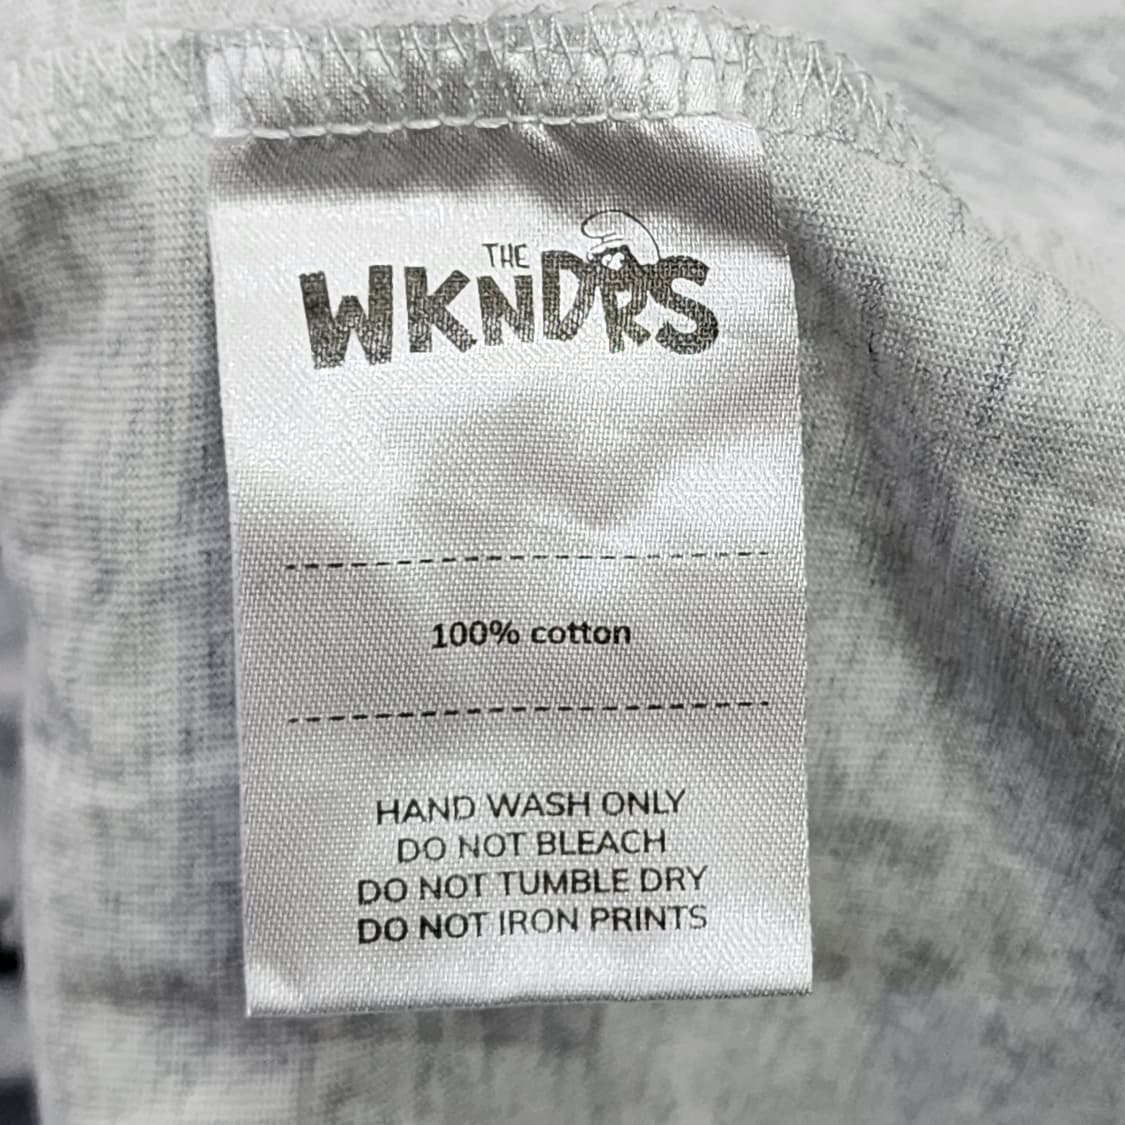 THE
WKNDRS
100% cotton
HAND WASH ONLY
DO NOT BLEACH
DO NOT TUMBLE DRY
DO NOT IRON PRINTS